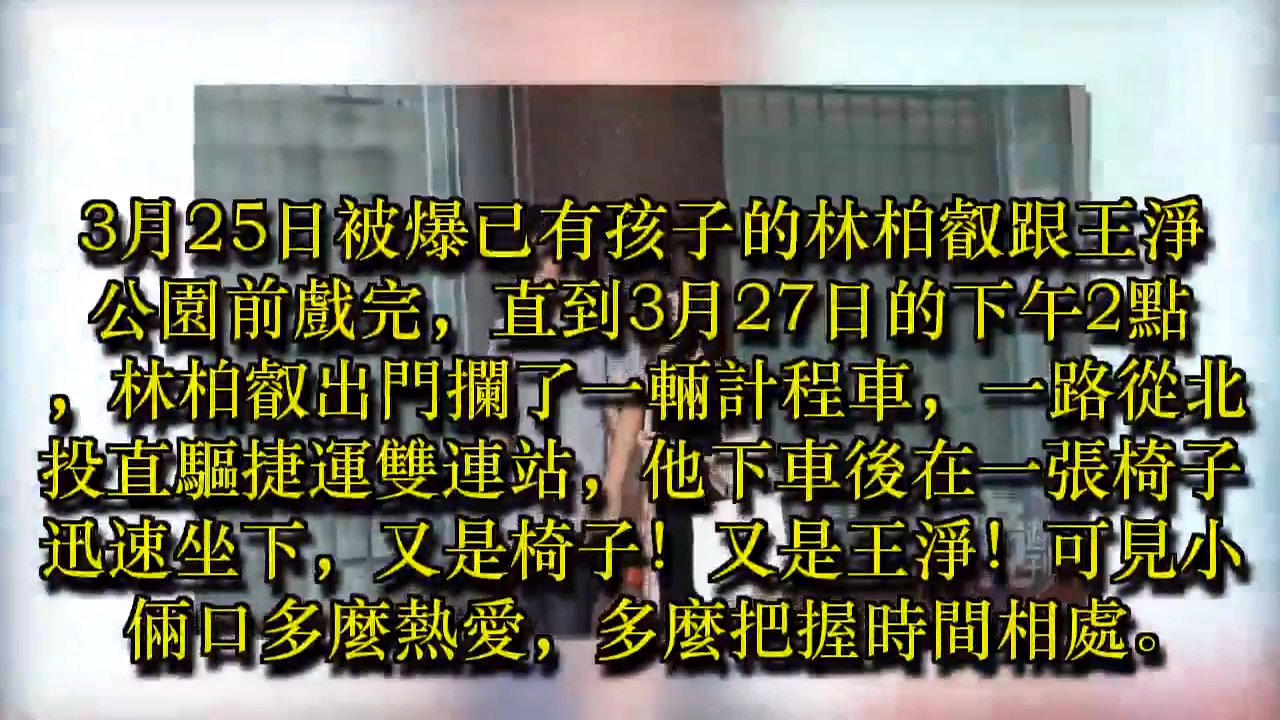 3月25日被爆已有孩子的林柏叡跟王淨
公園前戲完，直到3月27日的下午2點
，林柏叡出門攔了一輛計程車，一路從北
投直驅捷運雙連站，他下車後在一張椅子
迅速坐下，又是椅子！又是王淨！可見小
倆口多麼熱愛，多麼把握時間相處。